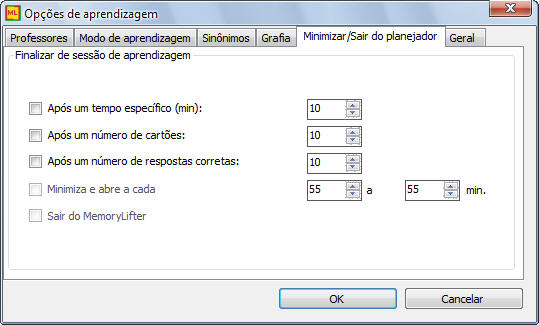 ML Opções de aprendizagem
Professores Modo de aprendizagem Sinônimos Grafia Minimizar/Sair do planejador Geral
Finalizar de sessão de aprendizagem
Após um tempo específico (min): 10
Após um número de cartões: 10
Após um número de respostas corretas: 10
Minimiza e abre a cada 55 a 55 min.
Sair do MemoryLifter
OK Cancelar